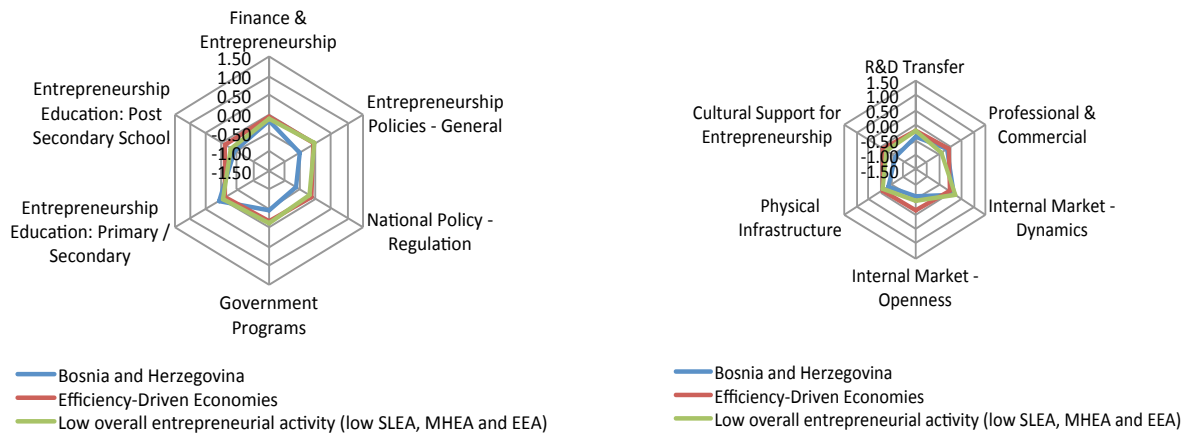 Finance &
Entrepreneurship
1.50
1.00
0.50
0.00
-0.50
-1.00
-1.50
Entrepreneurship
Policies - General
National Policy -
Regulation
Government
Programs
Entrepreneurship
Education: Primary /
Secondary
Entrepreneurship
Education: Post
Secondary School
Bosnia and Herzegovina
Efficiency-Driven Economies
Low overall entrepreneurial activity (low SLEA, MHEA and EEA)
R&D Transfer
1.50
1.00
0.50
0.00
-0.50
-1.00
-1.50
Professional &
Commercial
Internal Market -
Dynamics
Internal Market -
Openness
Physical
Infrastructure
Cultural Support for
Entrepreneurship
Bosnia and Herzegovina
Efficiency-Driven Economies
Low overall entrepreneurial activity (low SLEA, MHEA and EEA)